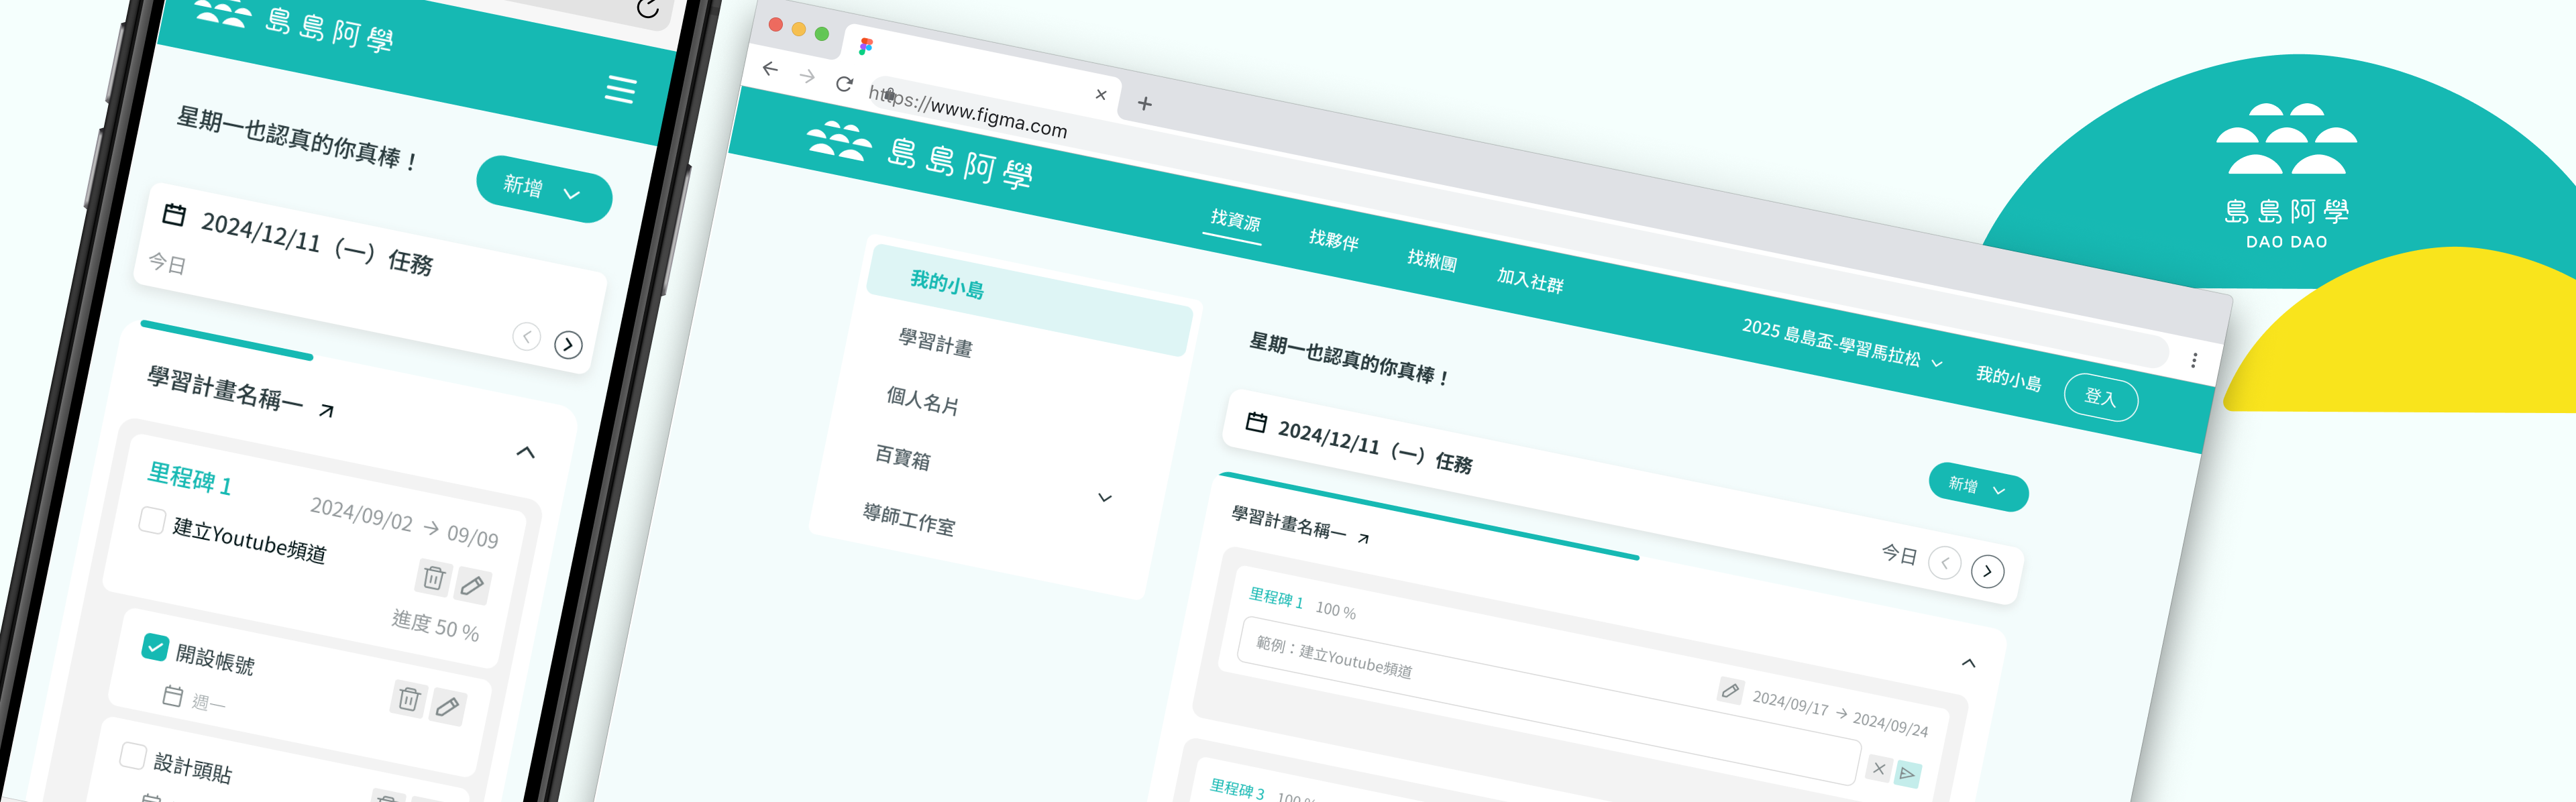 島島阿學
星期一也認真的你真棒！
新增
2024/12/11（一）任務
今日
學習計畫名稱一
里程碑 1
2024/09/02 → 09/09
建立Youtube頻道
進度 50 %
開設帳號
週一
設計頭貼
https://www.figma.com
島島阿學
找資源
找夥伴
找揪團
加入社群
2025 島島盃-學習馬拉松
我的小島
登入
我的小島
學習計畫
個人名片
百寶箱
導師工作室
星期一也認真的你真棒！
新增
2024/12/11（一）任務
今日
學習計畫名稱一
里程碑 1 100 %
2024/09/17 → 2024/09/24
範例：建立Youtube頻道
里程碑 3 100 %
島島阿學
DAO DAO